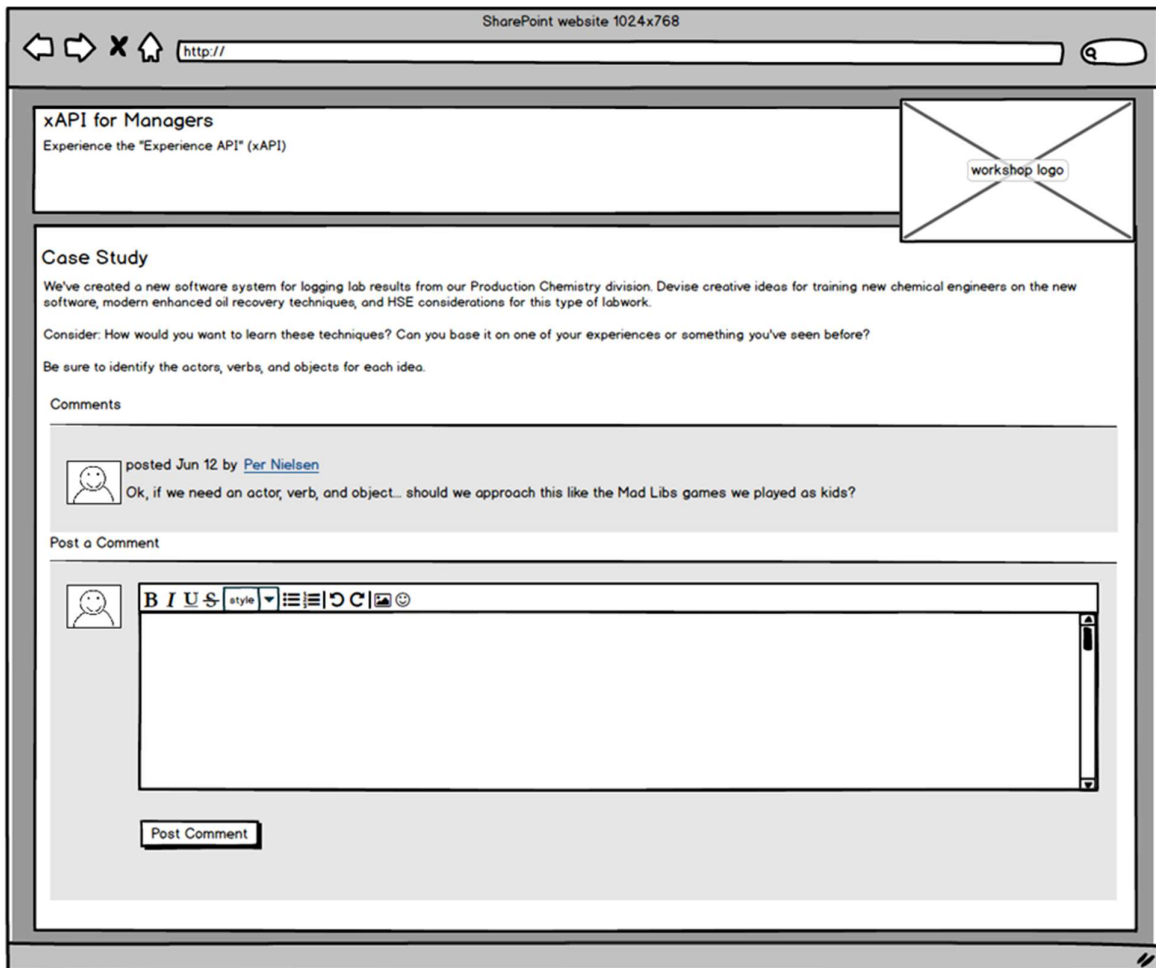 SharePoint website 1024x768
http://
xAPI for Managers
Experience the "Experience API" (xAPI)
workshop logo
Case Study
We've created a new software system for logging lab results from our Production Chemistry division. Devise creative ideas for training new chemical engineers on the new
software, modern enhanced oil recovery techniques, and HSE considerations for this type of labwork.
Consider: How would you want to learn these techniques? Can you base it on one of your experiences or something you've seen before?
Be sure to identify the actors, verbs, and objects for each idea.
Comments
posted Jun 12 by Per Nielsen
Ok, if we need an actor, verb, and object... should we approach this like the Mad Libs games we played as kids?
Post a Comment
B I U S style
Post Comment